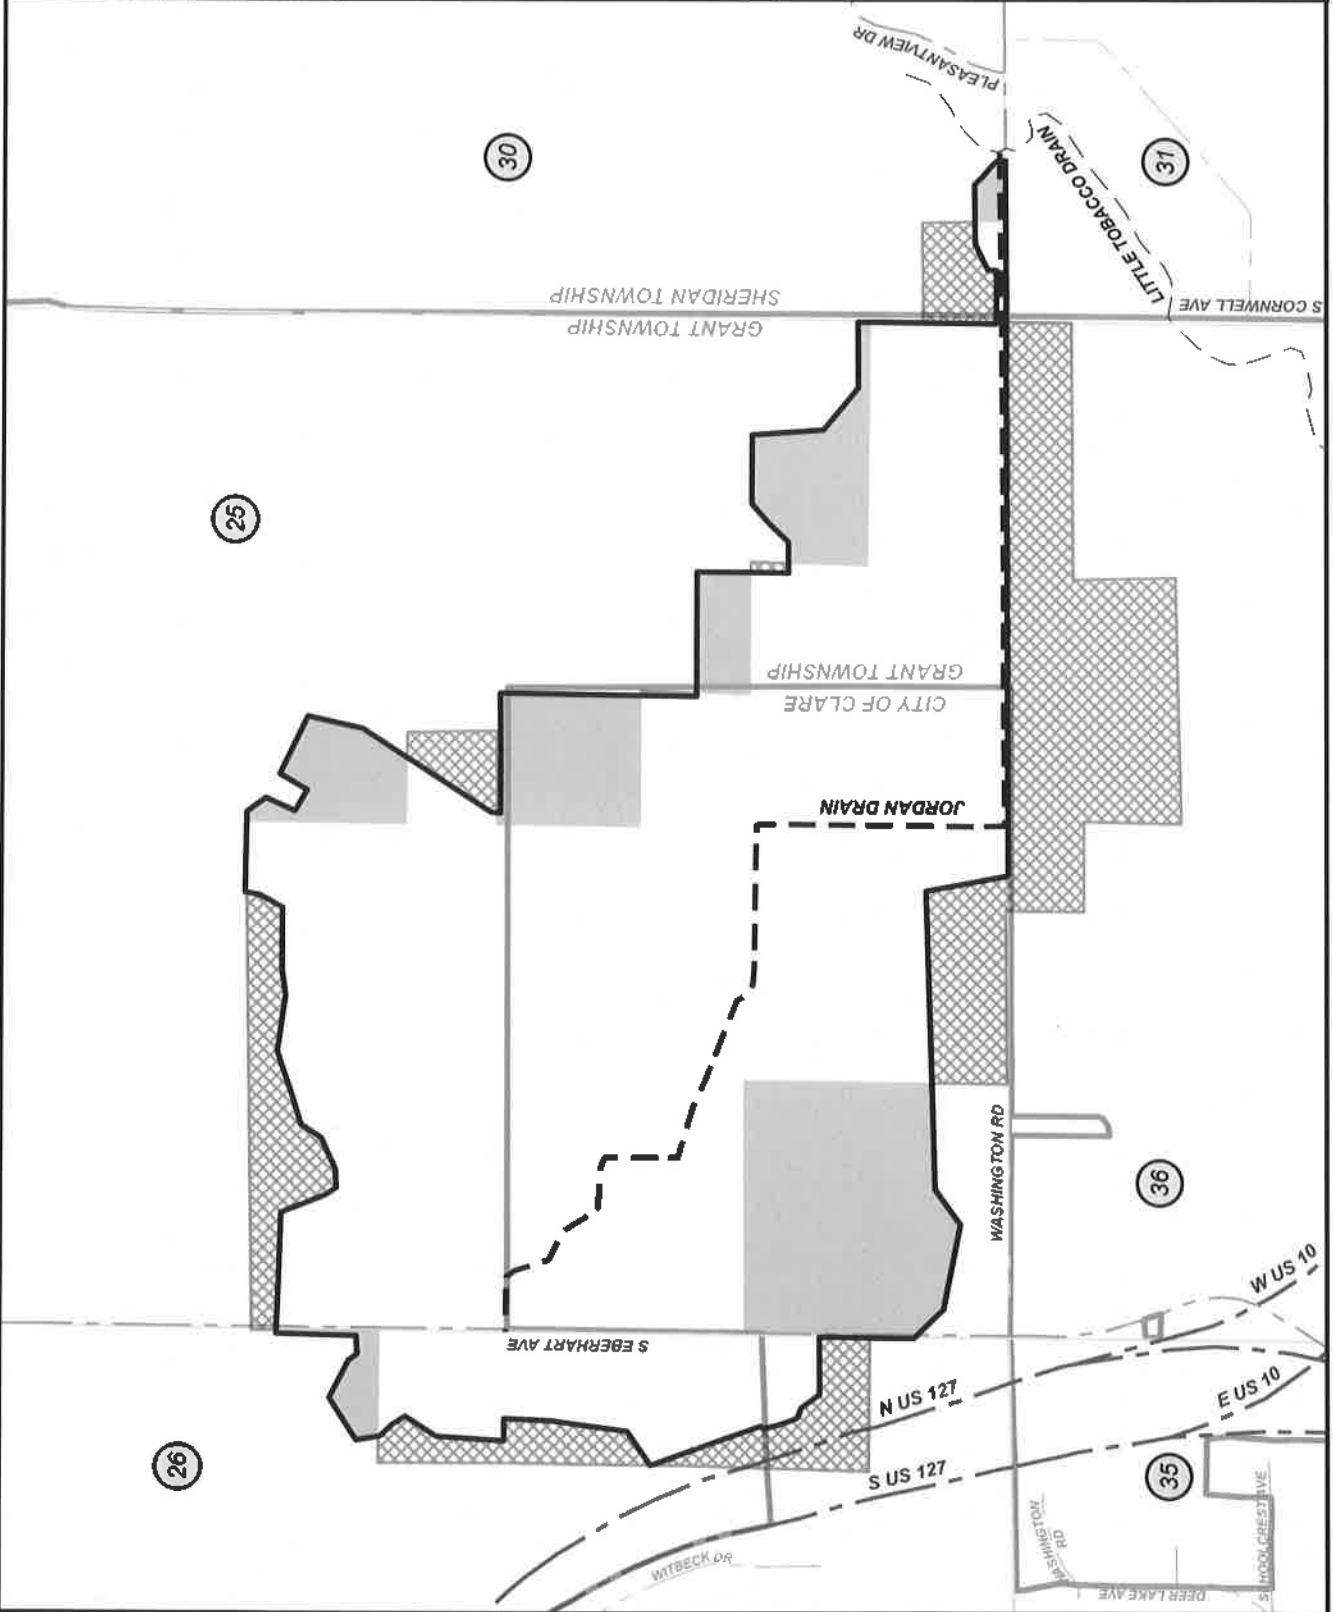 PLEASANTVIEW DR
30
31
LITTLE TOBACCO DRAIN
SHERIDAN TOWNSHIP
GRANT TOWNSHIP
S CORNWELL AVE
25
GRANT TOWNSHIP
CITY OF CLARE
JORDAN DRAIN
WASHINGTON RD
36
W US 10
S EBERHART AVE
N US 127
E US 10
26
S US 127
35
WITBECK DR
WASHINGTON
RD
DEER LAKE AVE
SCHOOLCREST AVE